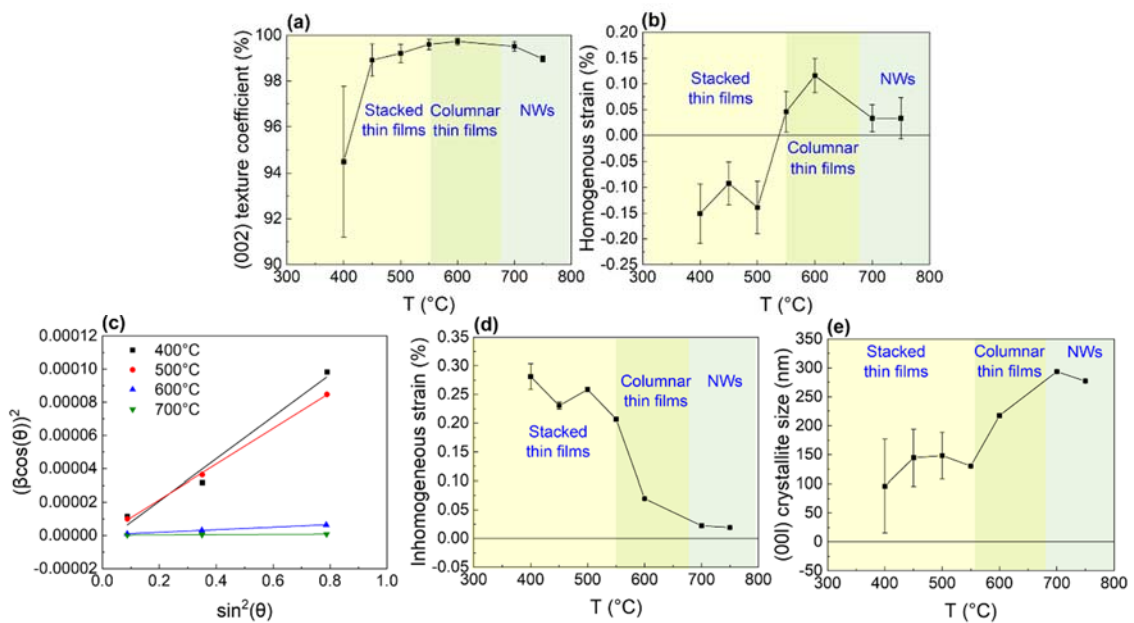 (a)
(002) texture coefficient (%)
100
98
96
94
92
90
Stacked
thin films
Columnar
thin films
NWs
300 400 500 600 700 800
T (°C)
(b)
Homogenous strain (%)
0.20
0.15
0.10
0.05
0.00
-0.05
-0.10
-0.15
-0.20
-0.25
Stacked
thin films
NWs
Columnar
thin films
300 400 500 600 700 800
T (°C)
(c)
(βcos(θ))²
0.00012
0.00010
0.00008
0.00006
0.00004
0.00002
0.00000
-0.00002
400°C
500°C
600°C
700°C
0.0 0.2 0.4 0.6 0.8 1.0
sin²(θ)
(d)
Inhomogeneous strain (%)
0.35
0.30
0.25
0.20
0.15
0.10
0.05
0.00
-0.05
Columnar
thin films
NWs
Stacked
thin films
300 400 500 600 700 800
T (°C)
(e)
(00l) crystallite size (nm)
350
300
250
200
150
100
50
0
-50
Stacked
thin films
Columnar
thin films
NWs
300 400 500 600 700 800
T (°C)